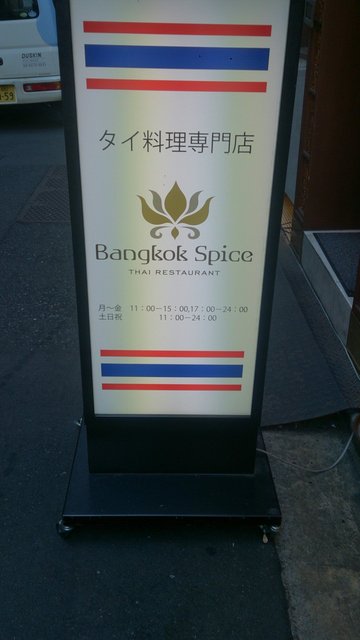 DUSKIN
59
タイ料理専門店
Bangkok Spice
THAI RESTAURANT
月～金 11：00－15：00,17：00－24：00
土日祝 11：00－24：00